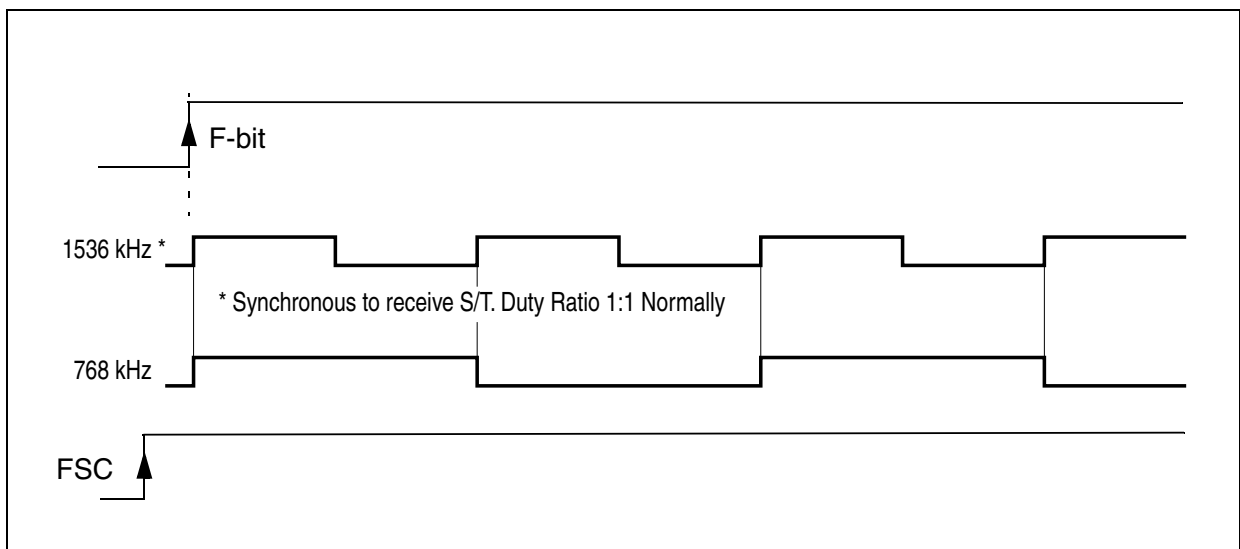 F-bit
1536 kHz *
* Synchronous to receive S/T. Duty Ratio 1:1 Normally
768 kHz
FSC